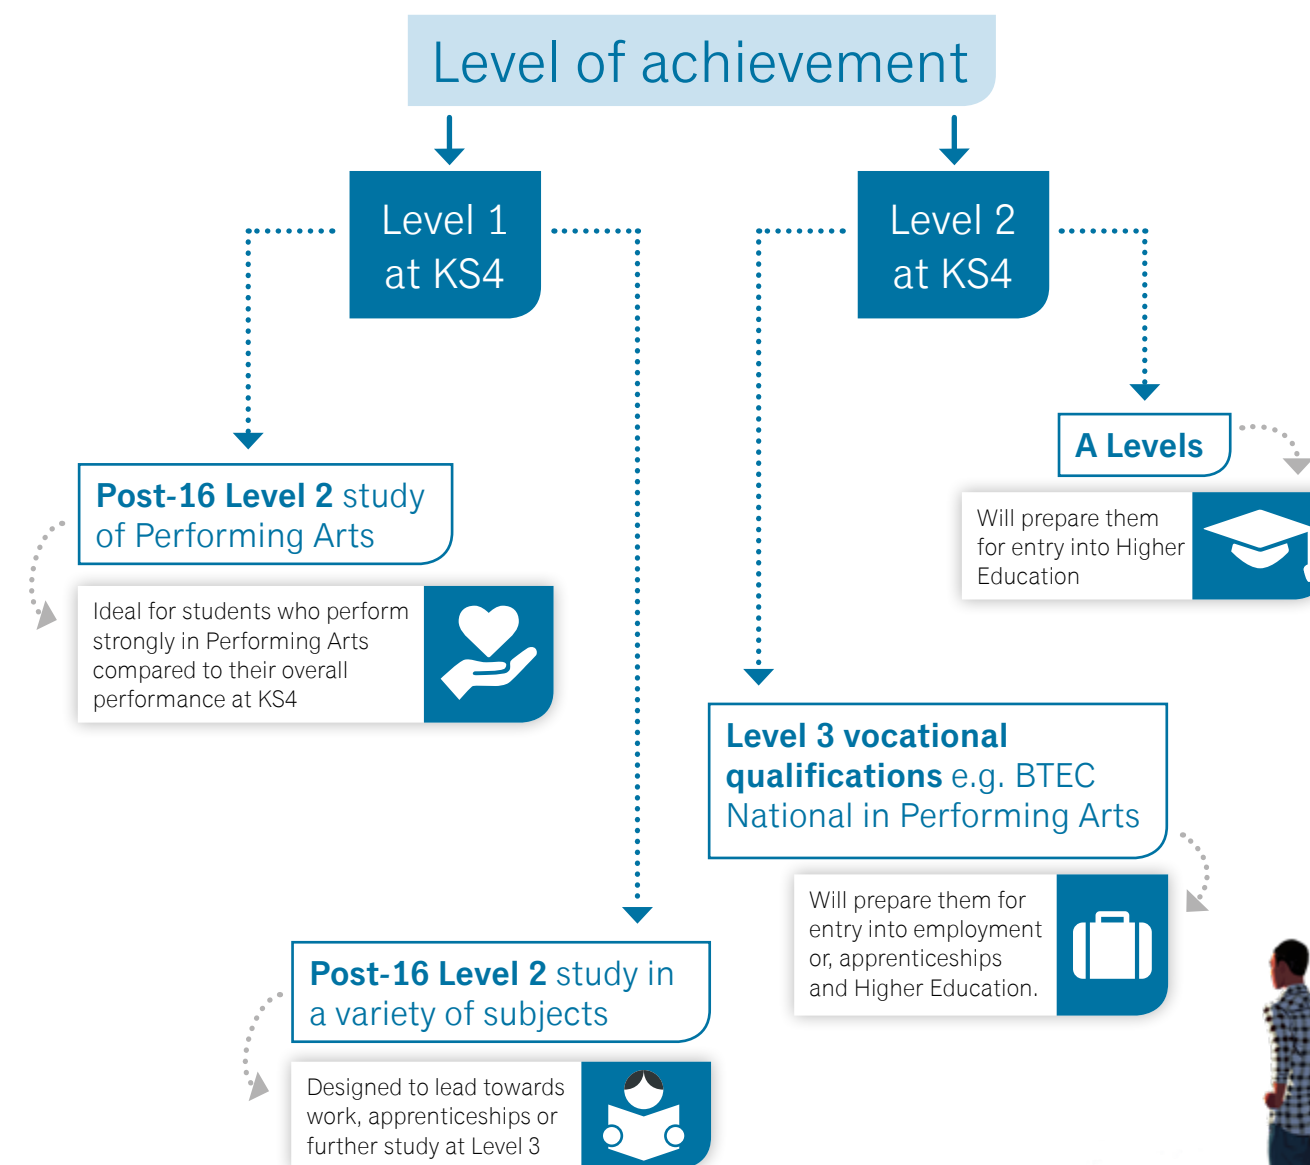 Level of achievement
Level 1
at KS4
Level 2
at KS4
A Levels
Will prepare them
for entry into Higher
Education
Post-16 Level 2 study
of Performing Arts
Ideal for students who perform
strongly in Performing Arts
compared to their overall
performance at KS4
Level 3 vocational
qualifications e.g. BTEC
National in Performing Arts
Will prepare them for
entry into employment
or, apprenticeships
and Higher Education.
Post-16 Level 2 study in
a variety of subjects
Designed to lead towards
work, apprenticeships or
further study at Level 3